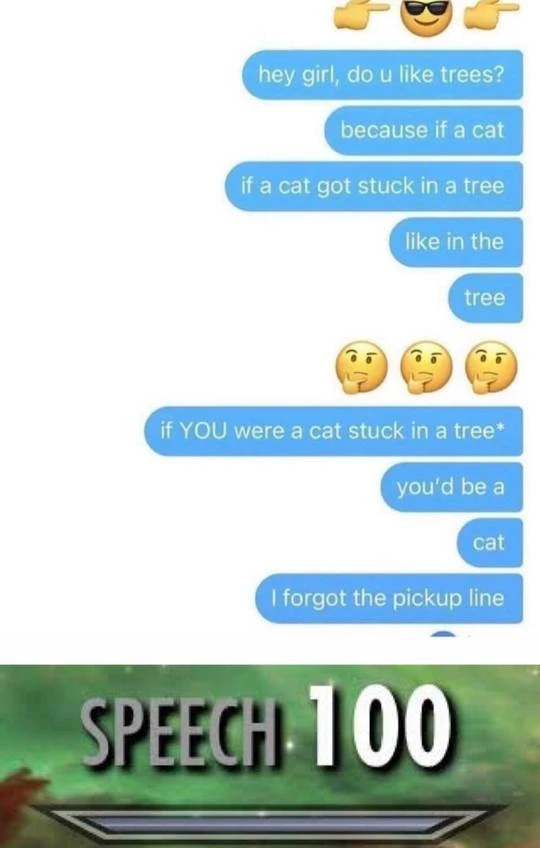 hey girl, do u like trees?
because if a cat
if a cat got stuck in a tree
like in the
tree
if YOU were a cat stuck in a tree*
you'd be a
cat
I forgot the pickup line
SPEECH 100